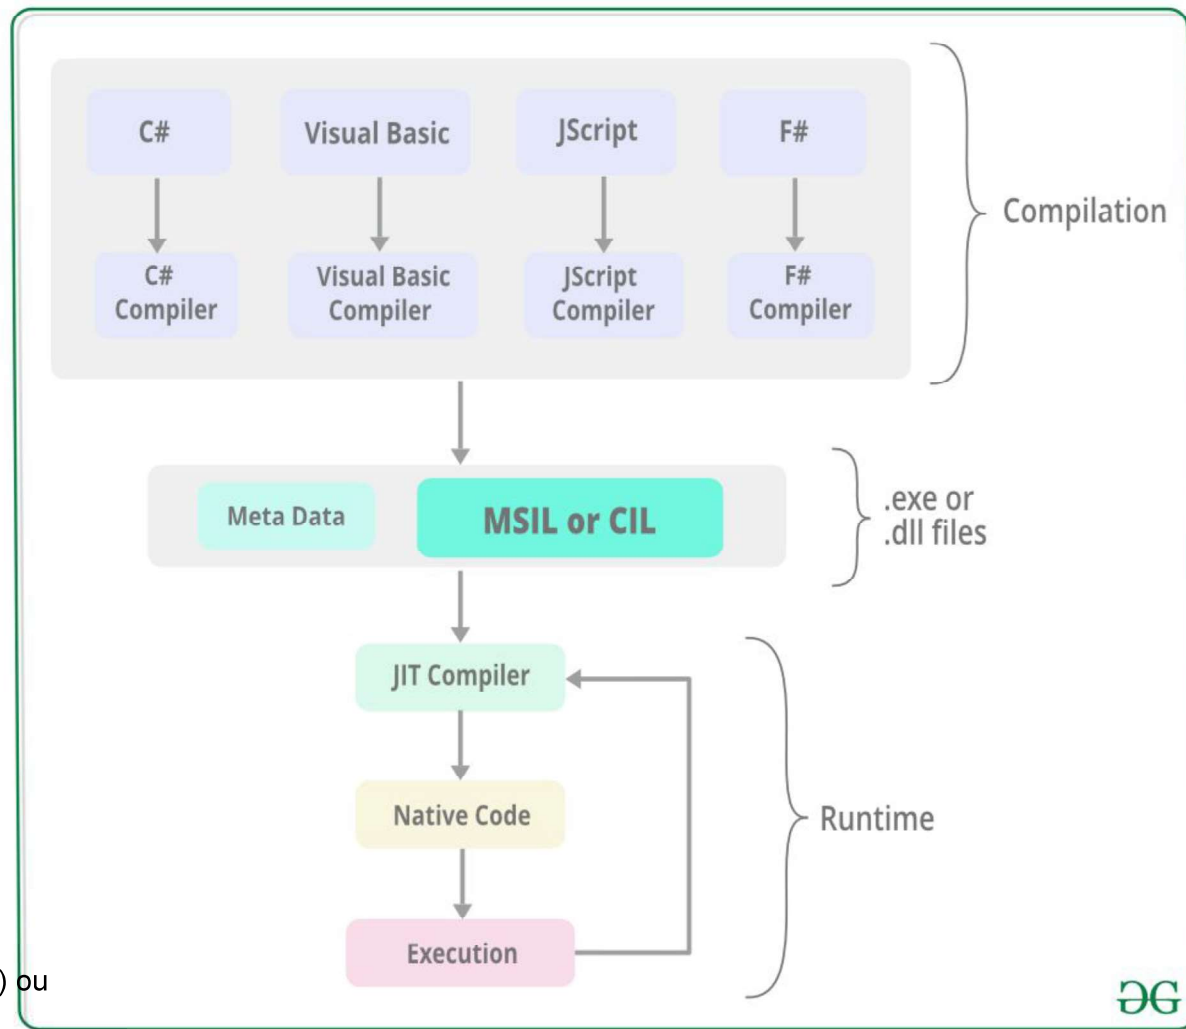 C#
Visual Basic
JScript
F#
C#
Compiler
Visual Basic
Compiler
JScript
Compiler
F#
Compiler
Compilation
Meta Data
MSIL or CIL
.exe or
.dll files
JIT Compiler
Native Code
Runtime
Execution
) ou